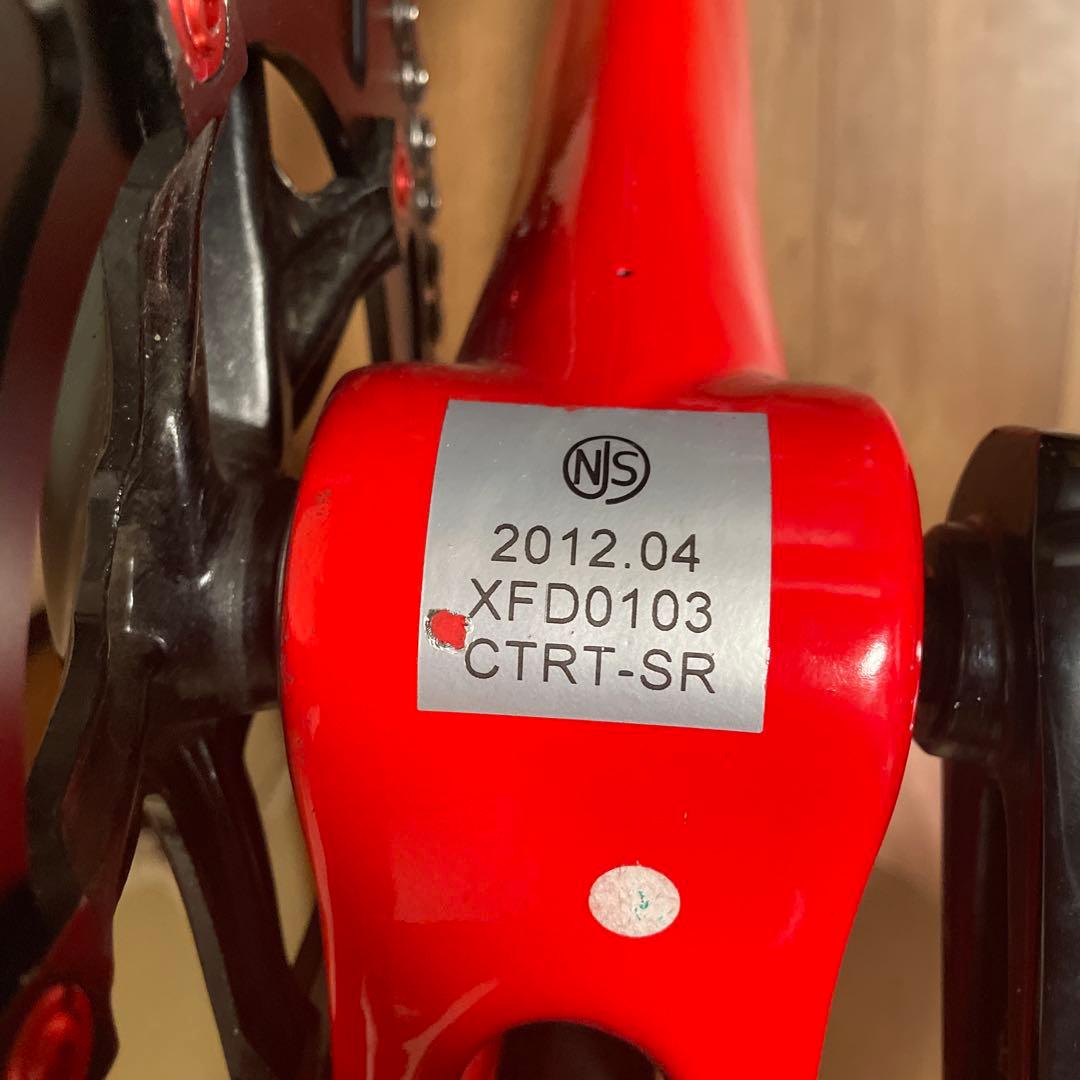 NJS
2012.04
XFD0103
CTRT-SR